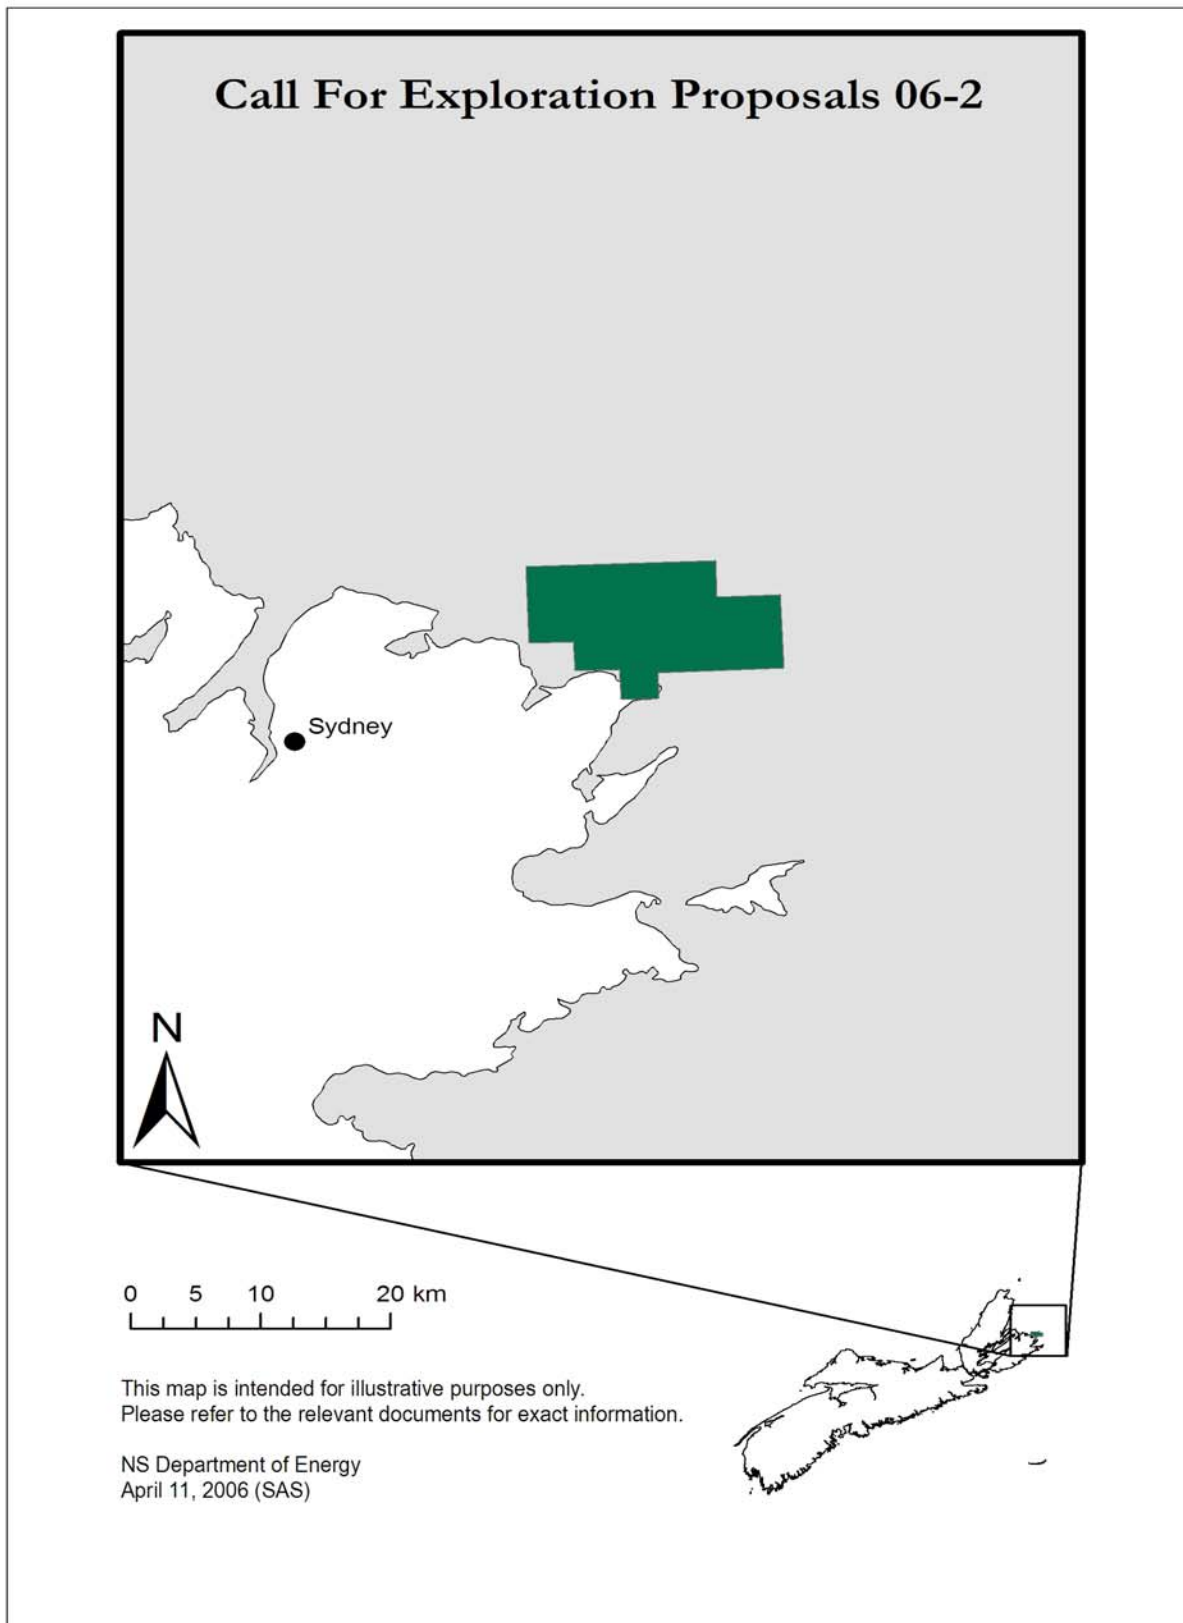 Call For Exploration Proposals 06-2
Sydney
N
0 5 10 20 km
This map is intended for illustrative purposes only.
Please refer to the relevant documents for exact information.
NS Department of Energy
April 11, 2006 (SAS)